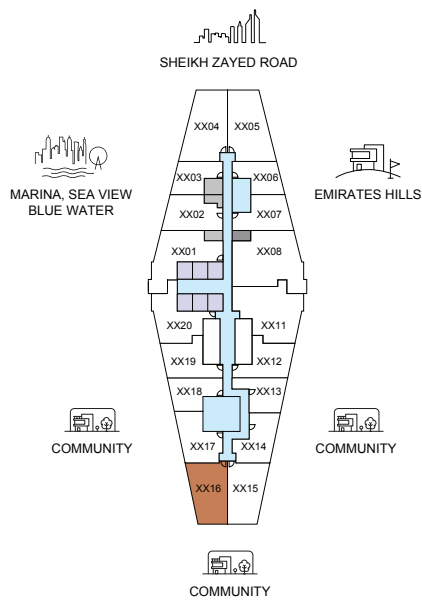 SHEIKH ZAYED ROAD
XX04
XX05
MARINA, SEA VIEW
BLUE WATER
EMIRATES HILLS
XX03
XX06
XX02
XX07
XX01
XX08
XX20
XX11
XX19
XX12
XX18
XX13
COMMUNITY
COMMUNITY
XX17
XX14
XX16
XX15
COMMUNITY